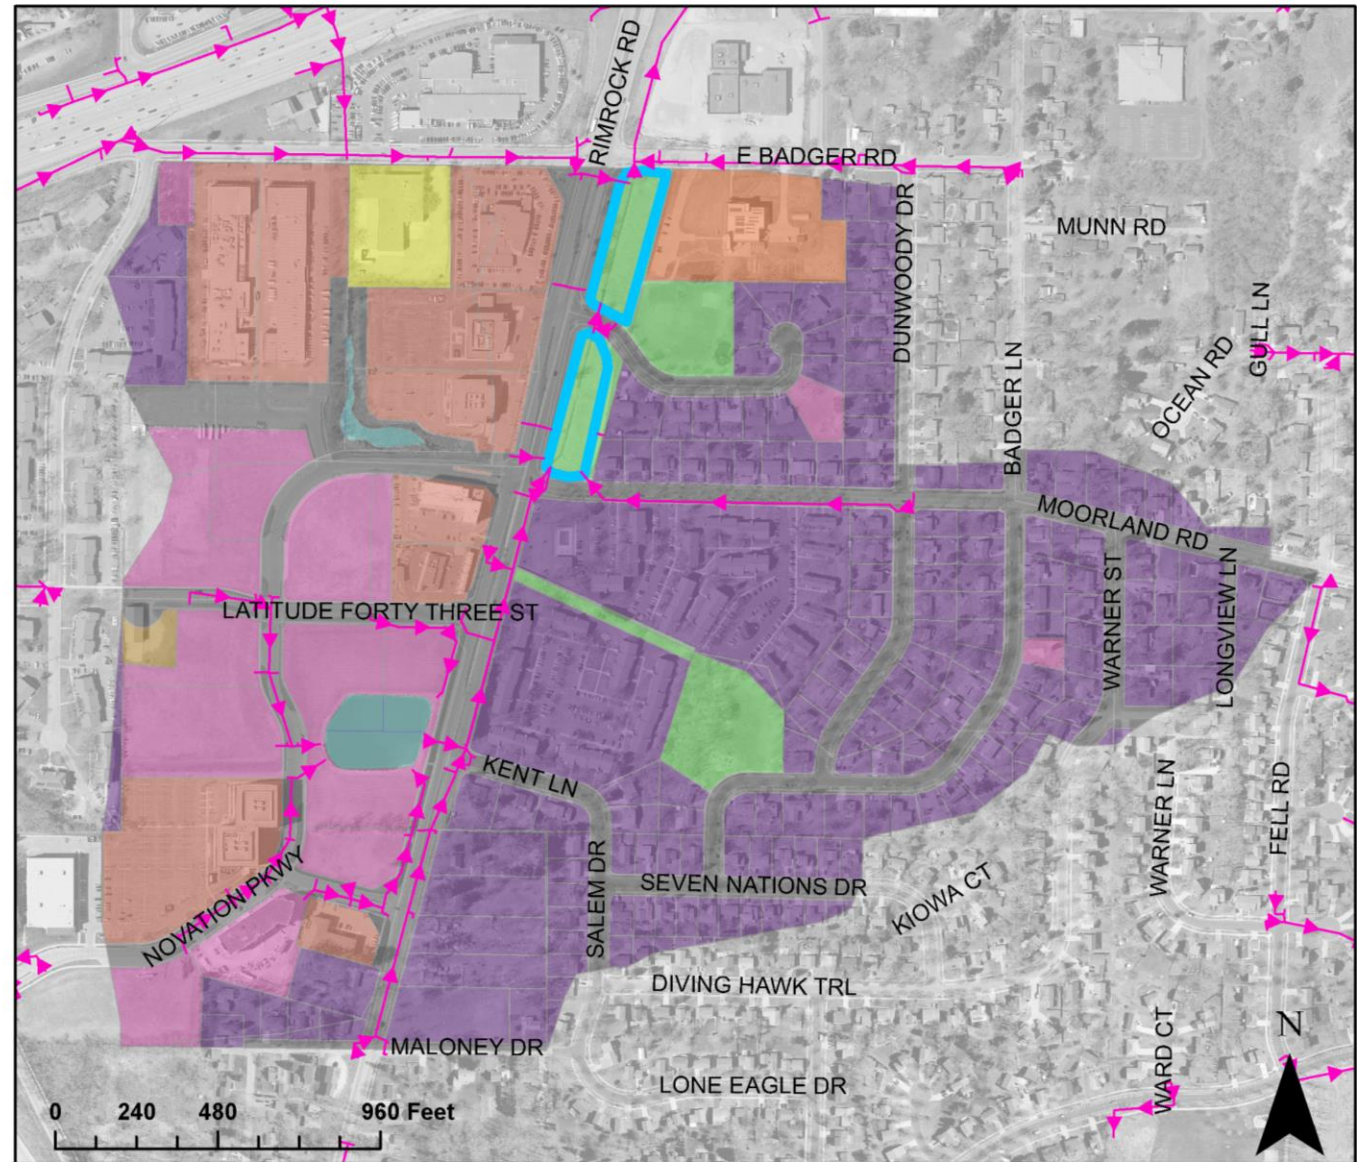 RIMROCK RD
E BADGER RD
DUNWOODY DR
MUNN RD
GULL LN
OCEAN RD
BADGER LN
MOORLAND RD
LATITUDE FORTY THREE ST
WARNER ST
LONGVIEW LN
KENT LN
WARNER LN
FELL RD
SALEM DR
SEVEN NATIONS DR
KIOWA CT
NOVATION PKWY
DIVING HAWK TRL
WARD CT
N
MALONEY DR
LONE EAGLE DR
0 240 480 960 Feet